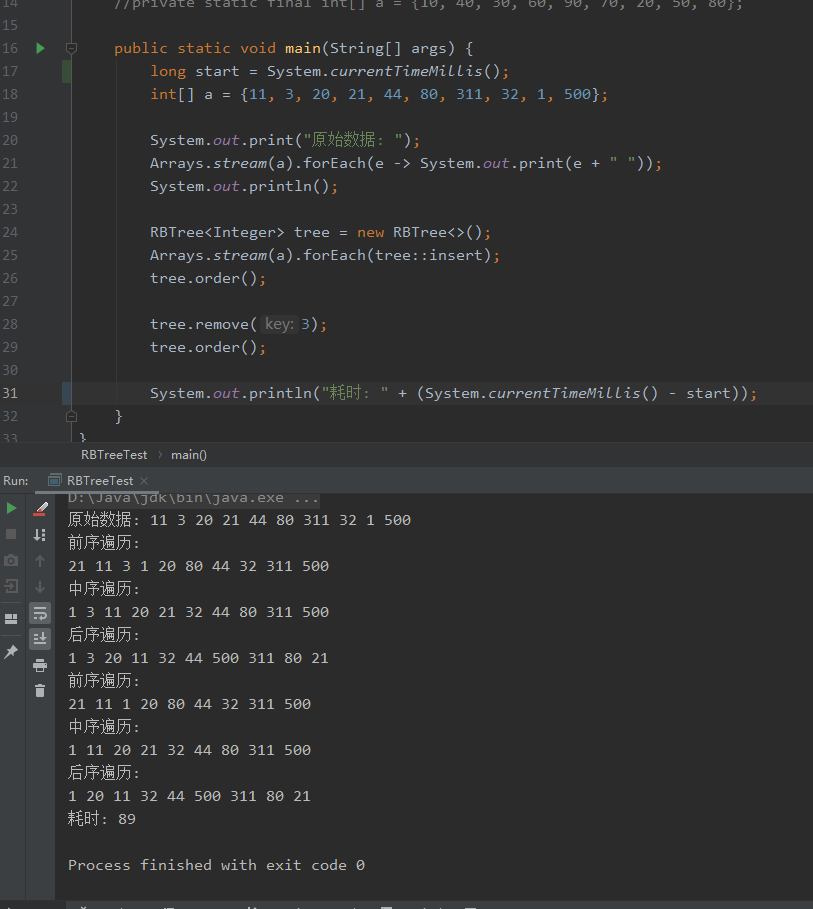 14 //private static final int[] a = {10, 40, 30, 60, 90, 70, 20, 50, 80};
15
16 public static void main(String[] args) {
17 long start = System.currentTimeMillis();
18 int[] a = {11, 3, 20, 21, 44, 80, 311, 32, 1, 500};
19
20 System.out.print("原始数据: ");
21 Arrays.stream(a).forEach(e -> System.out.print(e + " "));
22 System.out.println();
23
24 RBTree<Integer> tree = new RBTree<>();
25 Arrays.stream(a).forEach(tree::insert);
26 tree.order();
27
28 tree.remove( key: 3);
29 tree.order();
30
31 System.out.println("耗时: " + (System.currentTimeMillis() - start));
32 }
33 }
RBTreeTest › main()
Run: RBTreeTest ×
D:\Java\jdk\bin\java.exe ...
原始数据: 11 3 20 21 44 80 311 32 1 500
前序遍历:
21 11 3 1 20 80 44 32 311 500
中序遍历:
1 3 11 20 21 32 44 80 311 500
后序遍历:
1 3 20 11 32 44 500 311 80 21
前序遍历:
21 11 1 20 80 44 32 311 500
中序遍历:
1 11 20 21 32 44 80 311 500
后序遍历:
1 20 11 32 44 500 311 80 21
耗时: 89
Process finished with exit code 0